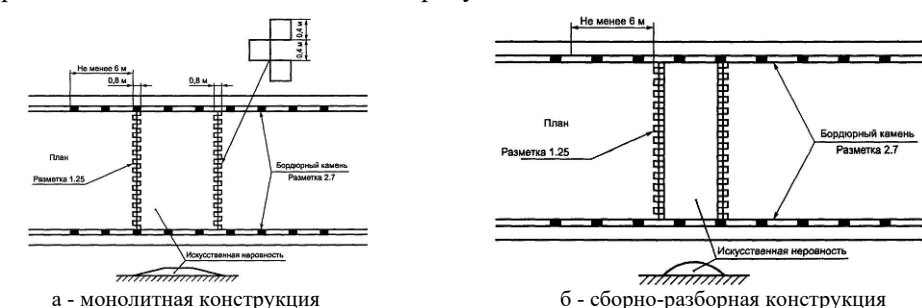 0,4 м
0,4 м
Не менее 6 м
0,8 м
0,8 м
План
Разметка 1.25
Бордюрный камень
Разметка 2.7
Искусственная неровность
а - монолитная конструкция
Не менее 6 м
План
Разметка 1.25
Бордюрный камень
Разметка 2.7
Искусственная неровность
б - сборно-разборная конструкция